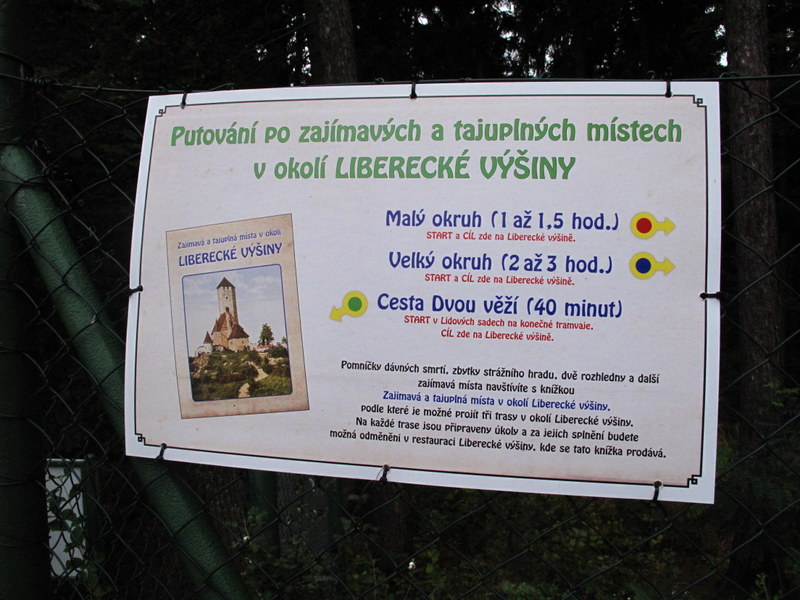 Putování po zajímavých a tajuplných místech
v okolí LIBERECKÉ VÝŠINY
Zajímavá a tajuplná místa v okolí
LIBERECKÉ VÝŠINY
Malý okruh (1 až 1,5 hod.)
START a CÍL zde na Liberecké výšině.
Velký okruh (2 až 3 hod.)
START a CÍL zde na Liberecké výšině.
Cesta Dvou věží (40 minut)
START v Lidových sadech na konečné tramvaje.
CÍL zde na Liberecké výšině.
Pomníčky dávných smrtí, zbytky strážního hradu, dvě rozhledny a další
zajímavá místa navštívíte s knížkou
Zajímavá a tajuplná místa v okolí Liberecké výšiny,
podle které je možné projít tři trasy v okolí Liberecké výšiny.
Na každé trase jsou připraveny úkoly a za jejich splnění budete
možná odměněni v restauraci Liberecké výšiny, kde se tato knížka prodává.